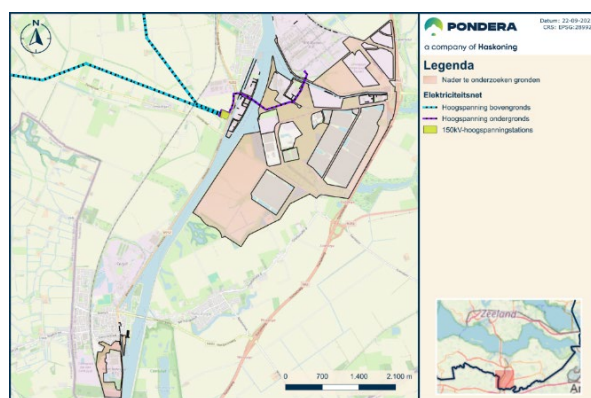 N
PONDERA
Datum: 22-09-202
CRS: EPSG:28992
a company of Haskoning
Legenda
Nader te onderzoeken gronden
Elektriciteitsnet
Hoogspanning bovengronds
Hoogspanning ondergronds
150kV-hoogspanningstations
Zeeland
0 700 1.400 2.100 m